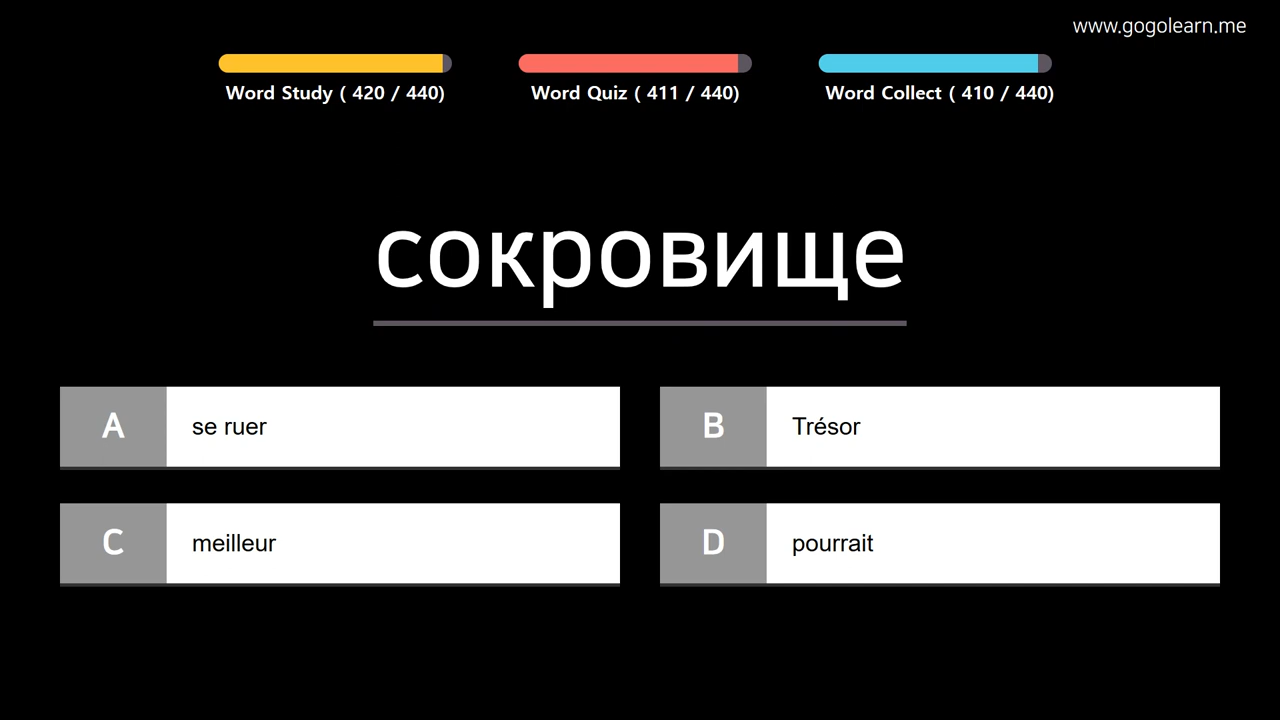 www.gogolearn.me
Word Study ( 420 / 440)
Word Quiz ( 411 / 440)
Word Collect ( 410 / 440)
сокровище
A se ruer
B Trésor
C meilleur
D pourrait